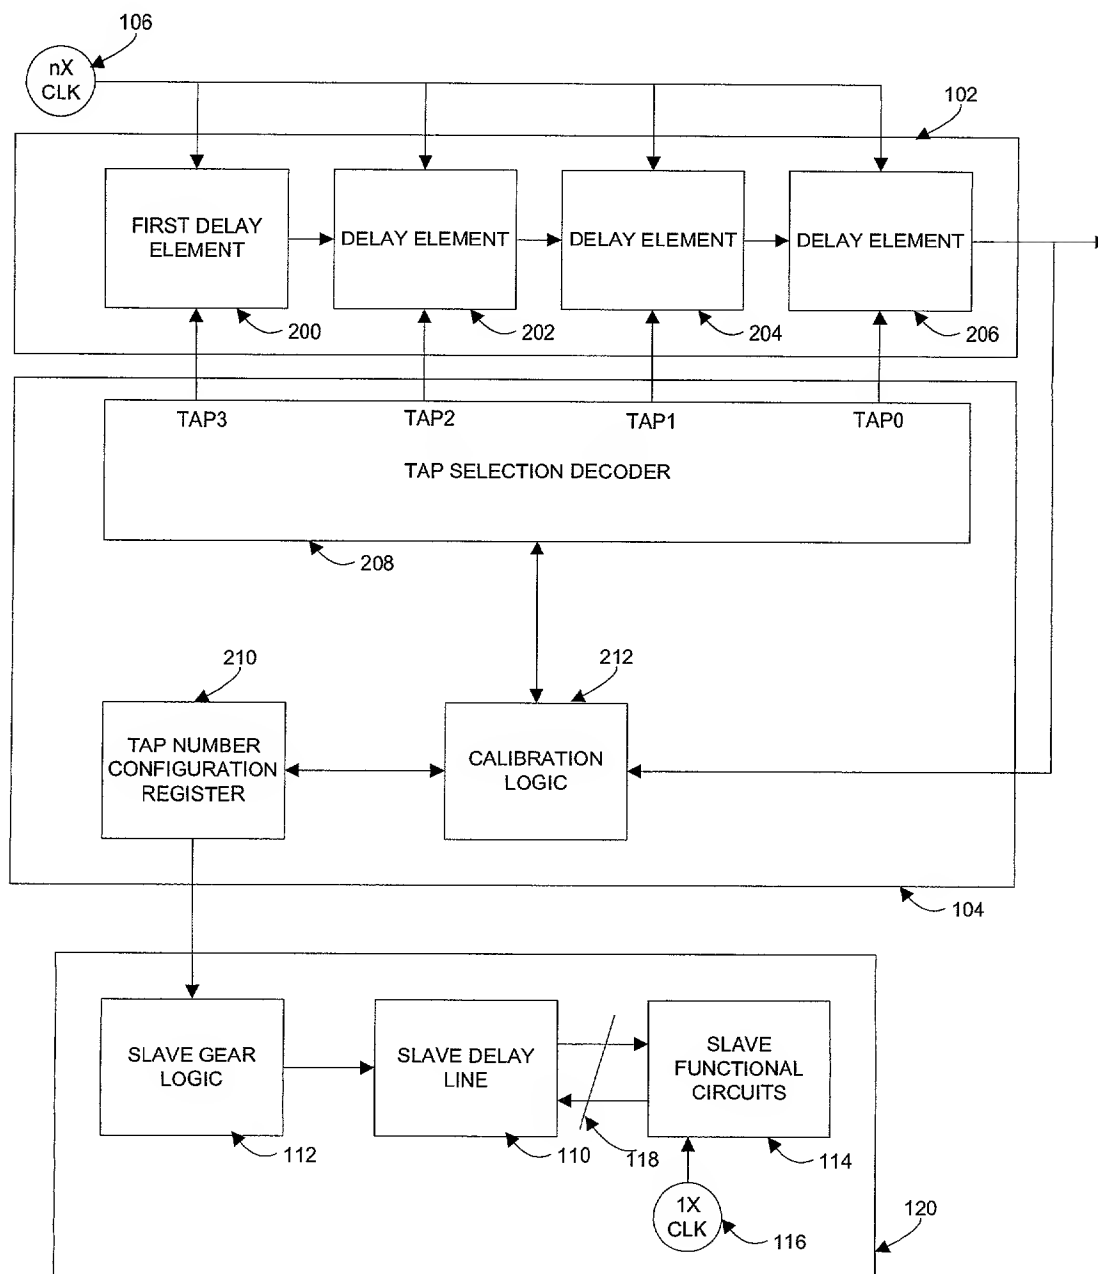 106
nX
CLK
102
FIRST DELAY
ELEMENT
DELAY ELEMENT
DELAY ELEMENT
DELAY ELEMENT
200
202
204
206
TAP3
TAP2
TAP1
TAP0
TAP SELECTION DECODER
208
210
212
TAP NUMBER
CONFIGURATION
REGISTER
CALIBRATION
LOGIC
104
SLAVE GEAR
LOGIC
SLAVE DELAY
LINE
SLAVE
FUNCTIONAL
CIRCUITS
112
110
118
114
1X
CLK
116
120